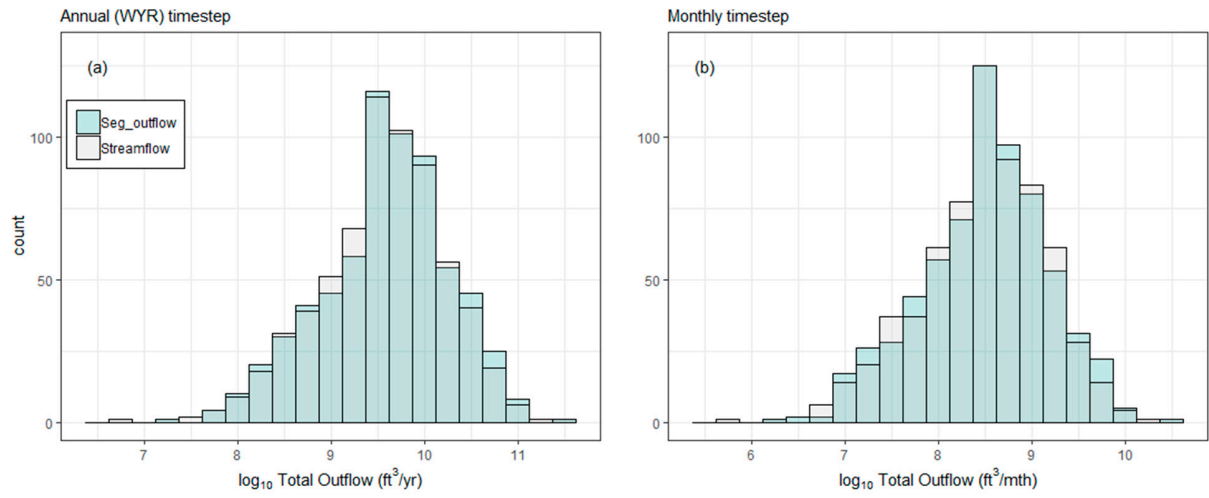 Annual (WYR) timestep
(a)
Seg_outflow
Streamflow
count
100
50
0
7 8 9 10 11
log₁₀ Total Outflow (ft³/yr)
Monthly timestep
(b)
100
50
0
6 7 8 9 10
log₁₀ Total Outflow (ft³/mth)